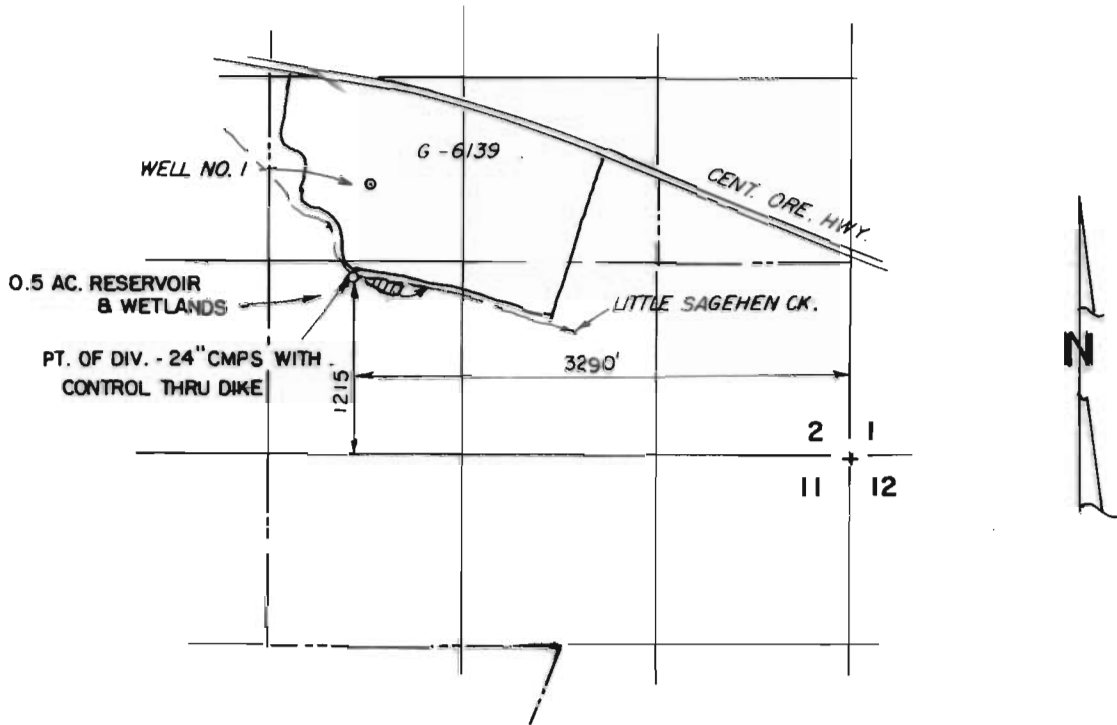 G-6139
WELL NO. 1
CENT. ORE. HWY.
0.5 AC. RESERVOIR
& WETLANDS
LITTLE SAGEHEN CK.
PT. OF DIV. - 24" CMPS WITH
CONTROL THRU DIKE
3290'
1215
N
2 1
11 12